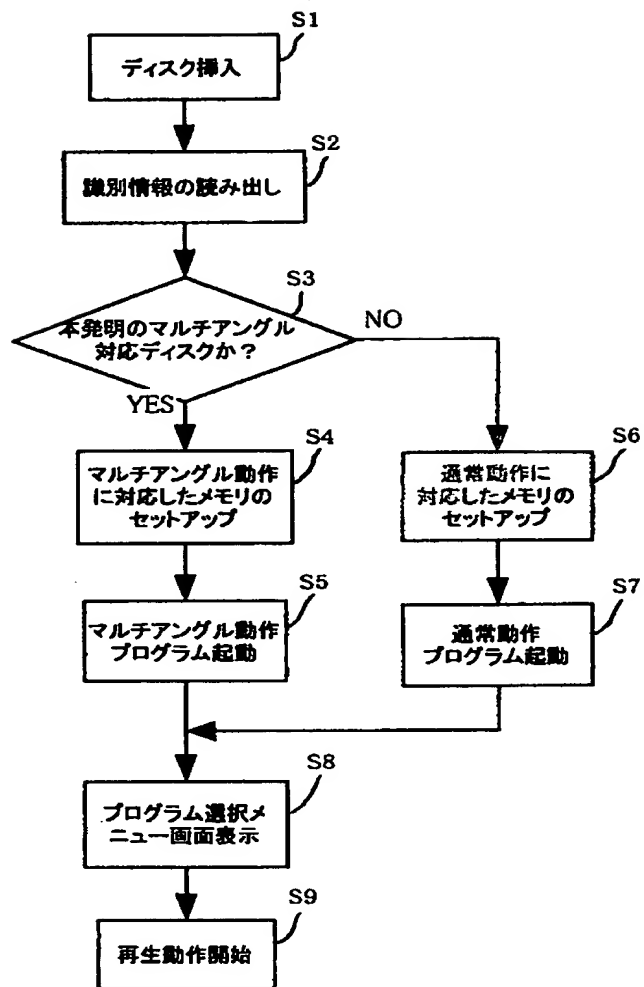 S1
ディスク挿入
S2
識別情報の読み出し
S3
本発明のマルチアングル
対応ディスクか？
NO
YES
S4
マルチアングル動作
に対応したメモリの
セットアップ
S6
通常動作に
対応したメモリの
セットアップ
S5
マルチアングル動作
プログラム起動
S7
通常動作
プログラム起動
S8
プログラム選択メ
ニュー画面表示
S9
再生動作開始